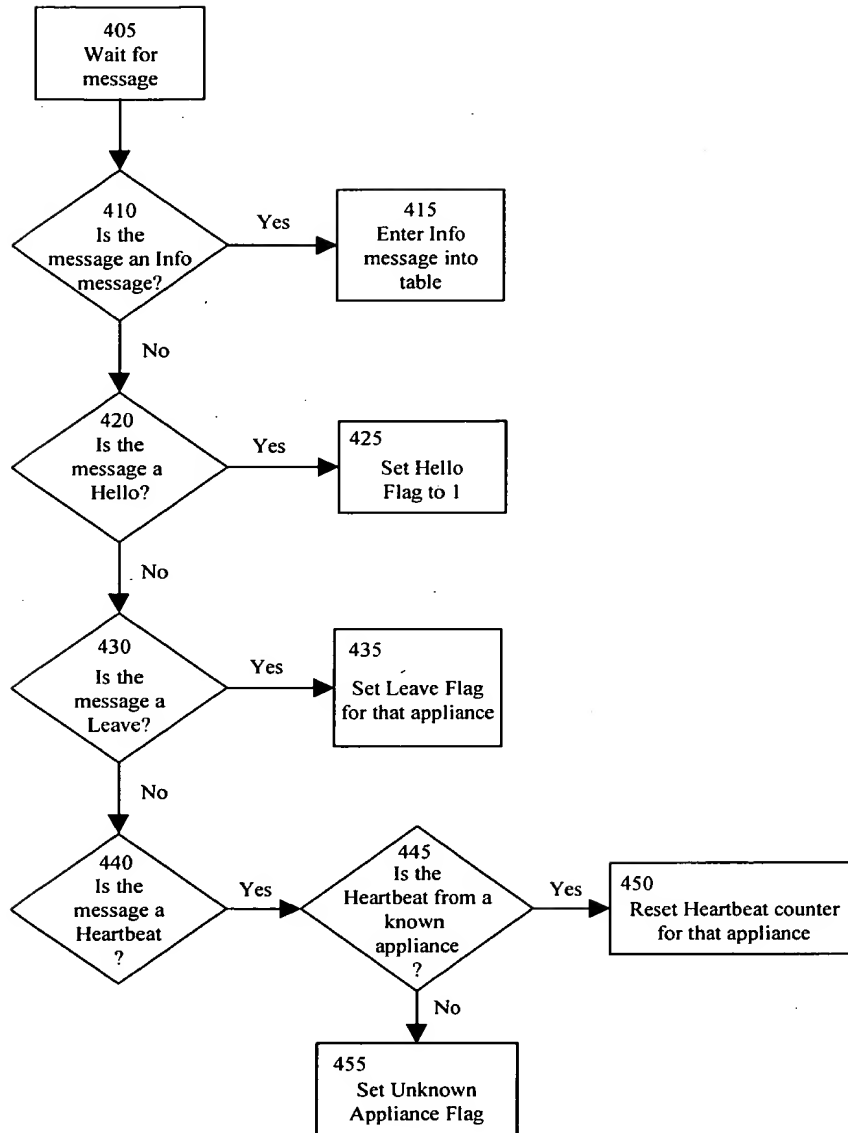 405
Wait for
message
410
Is the
message an Info
message?
Yes
415
Enter Info
message into
table
No
420
Is the
message a
Hello?
Yes
425
Set Hello
Flag to 1
No
430
Is the
message a
Leave?
Yes
435
Set Leave Flag
for that appliance
No
440
Is the
message a
Heartbeat
?
Yes
445
Is the
Heartbeat from a
known
appliance
?
Yes
450
Reset Heartbeat counter
for that appliance
No
455
Set Unknown
Appliance Flag